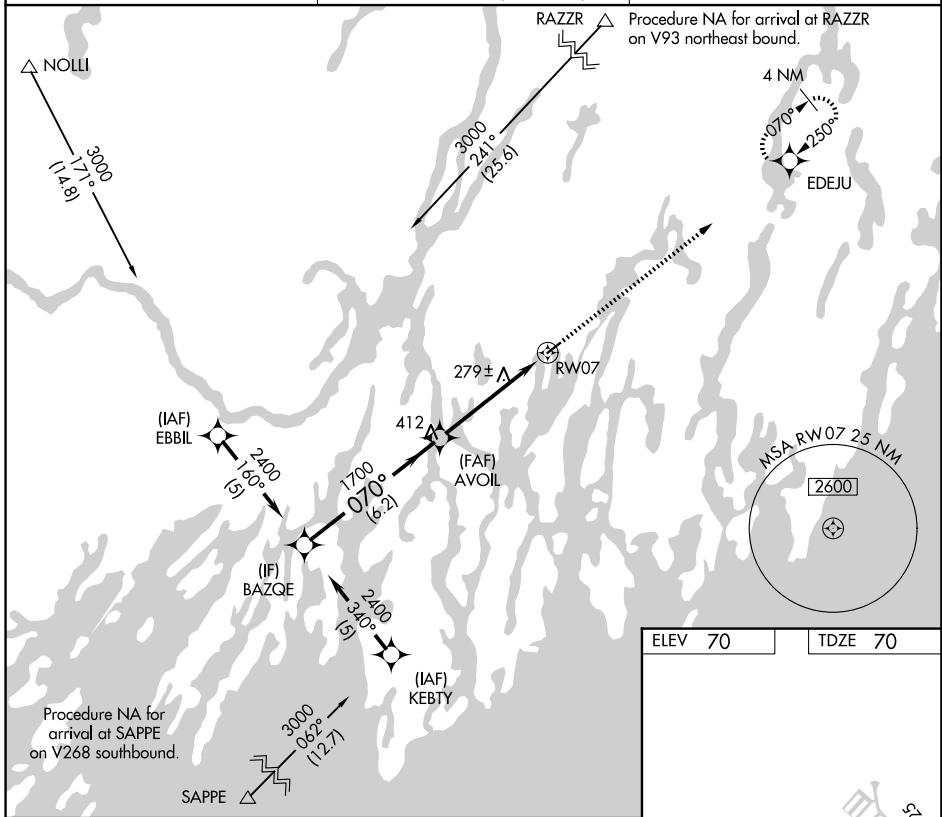 RAZZR
Procedure NA for arrival at RAZZR
on V93 northeast bound.
NOLLI
4 NM
070°
250°
EDEJU
3000
171°
(14.8)
3000
241°
(25.6)
RW07
279±
412
(FAF)
AVOIL
(IAF)
EBBIL
2400
160°
(5)
1700
070°
(6.2)
(IF)
BAZQE
2400
340°
(5)
(IAF)
KEBTY
MSA RW07 25 NM
2600
Procedure NA for
arrival at SAPPE
on V268 southbound.
3000
062°
(12.7)
SAPPE
ELEV 70
TDZE 70
25